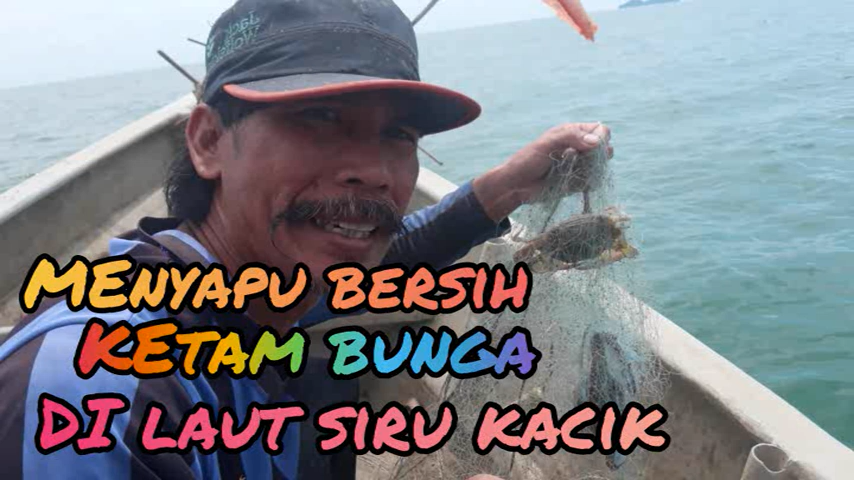 MENYAPU BERSIH
KETAM BUNGA
DI LAUT SIRU KACIK